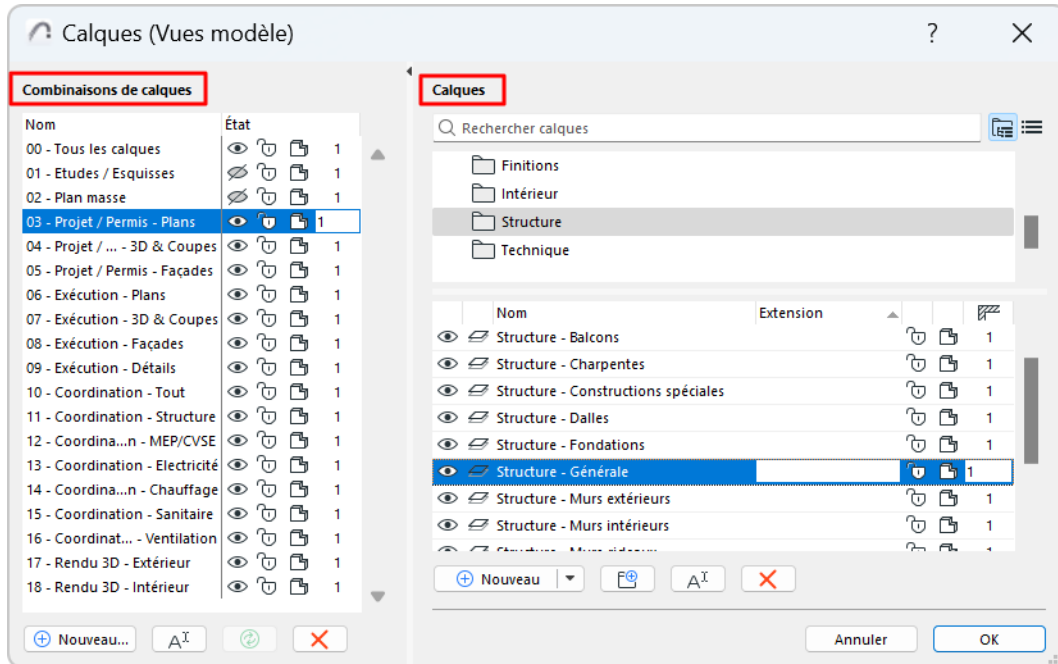 Calques (Vues modèle)
?
Combinaisons de calques
Nom État
00 - Tous les calques 1
01 - Etudes / Esquisses 1
02 - Plan masse 1
03 - Projet / Permis - Plans 1
04 - Projet / ... - 3D & Coupes 1
05 - Projet / Permis - Façades 1
06 - Exécution - Plans 1
07 - Exécution - 3D & Coupes 1
08 - Exécution - Façades 1
09 - Exécution - Détails 1
10 - Coordination - Tout 1
11 - Coordination - Structure 1
12 - Coordina...n - MEP/CVSE 1
13 - Coordination - Electricité 1
14 - Coordina...n - Chauffage 1
15 - Coordination - Sanitaire 1
16 - Coordinat... - Ventilation 1
17 - Rendu 3D - Extérieur 1
18 - Rendu 3D - Intérieur 1
Nouveau...
Calques
Rechercher calques
Finitions
Intérieur
Structure
Technique
Nom Extension
Structure - Balcons 1
Structure - Charpentes 1
Structure - Constructions spéciales 1
Structure - Dalles 1
Structure - Fondations 1
Structure - Générale 1
Structure - Murs extérieurs 1
Structure - Murs intérieurs 1
Structure - Murs rideaux 1
Nouveau
Annuler OK